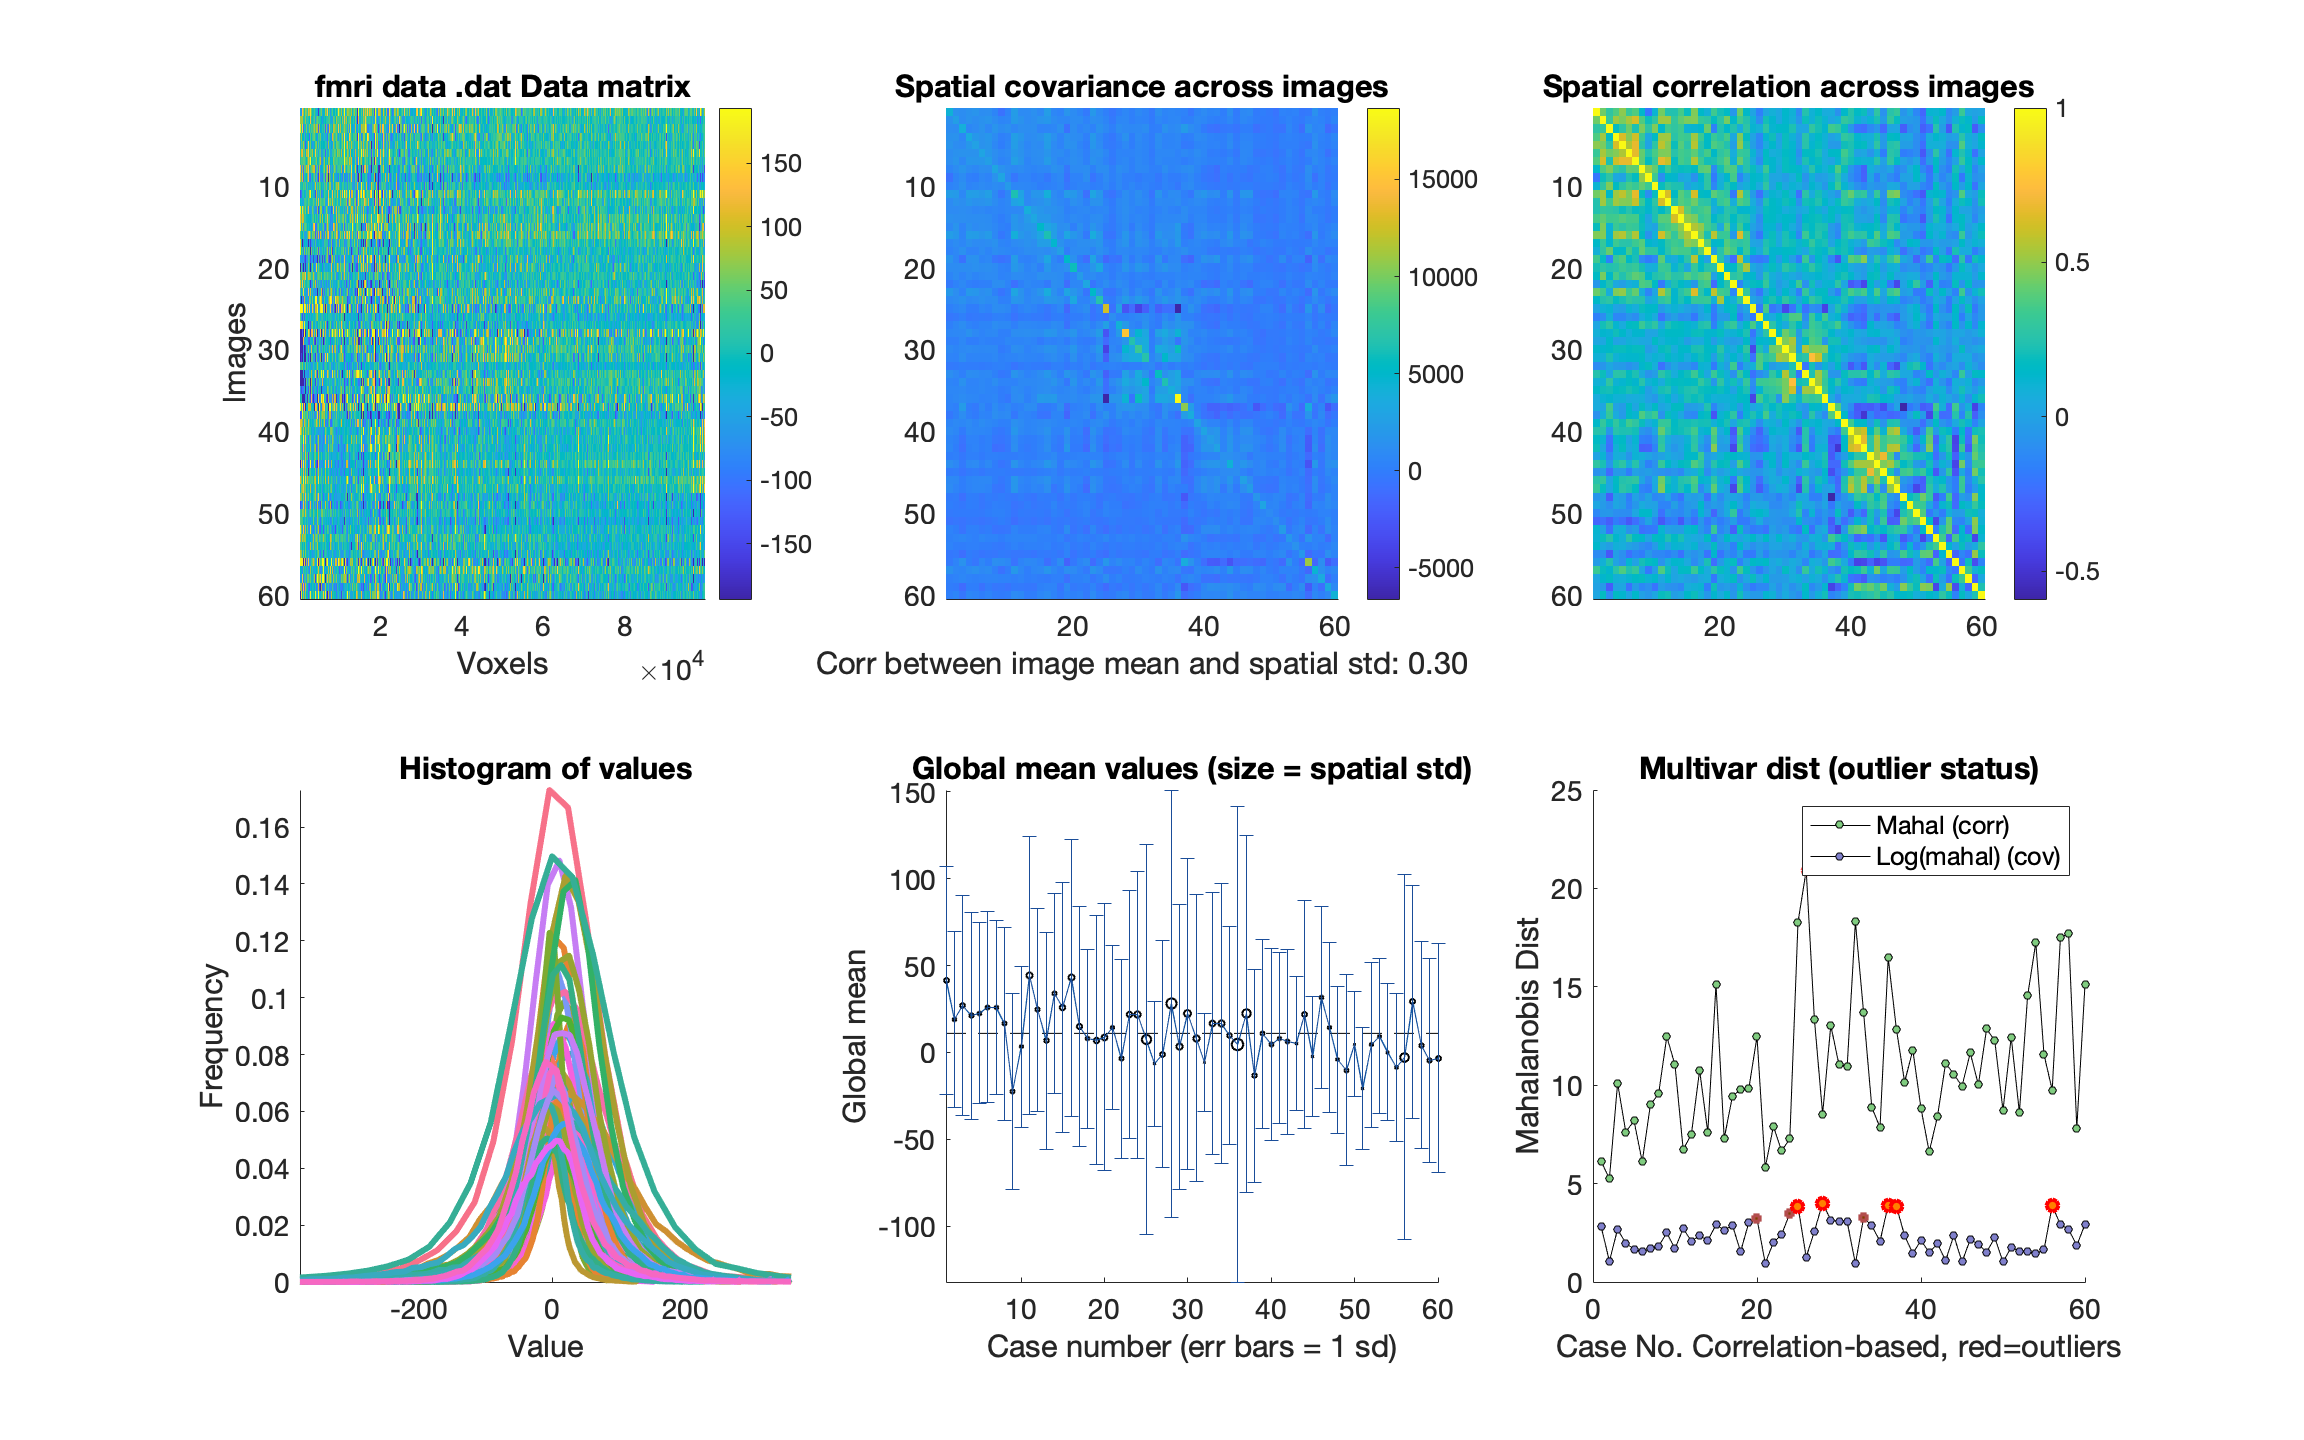 fmri data .dat Data matrix
Images
10
20
30
40
50
60
2 4 6 8
×10^4
Voxels
150
100
50
0
-50
-100
-150
Spatial covariance across images
10
20
30
40
50
60
20 40 60
15000
10000
5000
0
-5000
Corr between image mean and spatial std: 0.30
Spatial correlation across images
10
20
30
40
50
60
20 40 60
1
0.5
0
-0.5
Histogram of values
Frequency
0.16
0.14
0.12
0.1
0.08
0.06
0.04
0.02
0
-200 0 200
Value
Global mean values (size = spatial std)
Global mean
150
100
50
0
-50
-100
10 20 30 40 50 60
Case number (err bars = 1 sd)
Multivar dist (outlier status)
Mahalanobis Dist
25
20
15
10
5
0
0 20 40 60
Mahal (corr)
Log(mahal) (cov)
Case No. Correlation-based, red=outliers